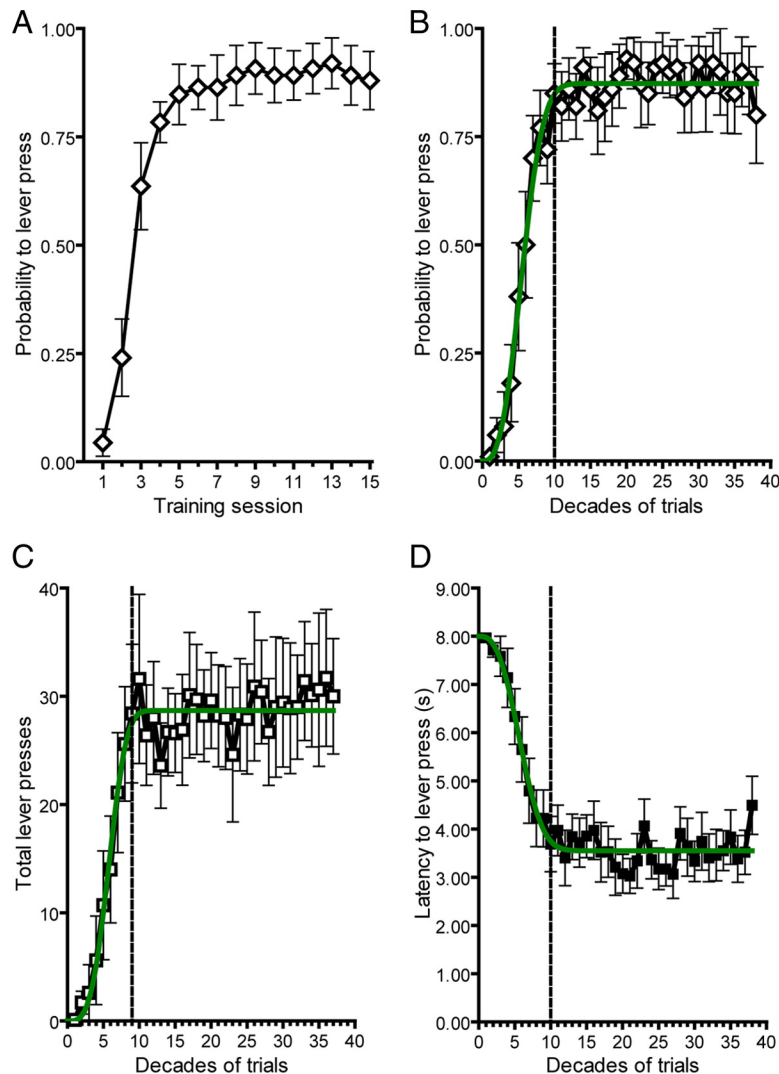 A
1.00
0.75
0.50
0.25
0.00
Probability to lever press
1 3 5 7 9 11 13 15
Training session
B
1.00
0.75
0.50
0.25
0.00
Probability to lever press
0 5 10 15 20 25 30 35 40
Decades of trials
C
40
30
20
10
0
Total lever presses
0 5 10 15 20 25 30 35 40
Decades of trials
D
9.00
8.00
7.00
6.00
5.00
4.00
3.00
2.00
1.00
0.00
Latency to lever press (s)
0 5 10 15 20 25 30 35 40
Decades of trials